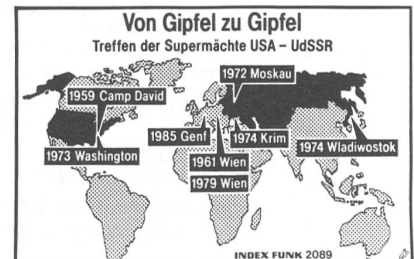 Von Gipfel zu Gipfel
Treffen der Supermächte USA – UdSSR
1972 Moskau
1959 Camp David
1985 Genf
1974 Krim
1974 Wladiwostok
1973 Washington
1961 Wien
1979 Wien
INDEX FUNK 2089